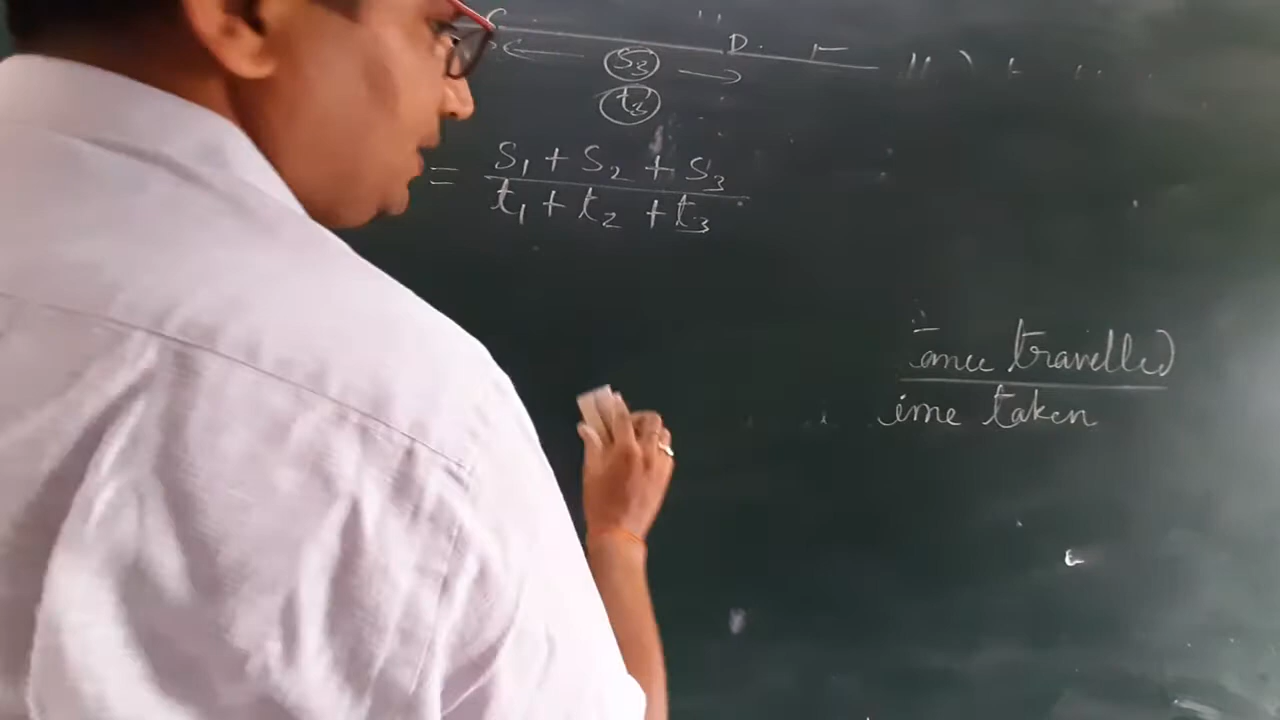 C D
S3
t3
= S1 + S2 + S3
t1 + t2 + t3
ance travelled
ime taken